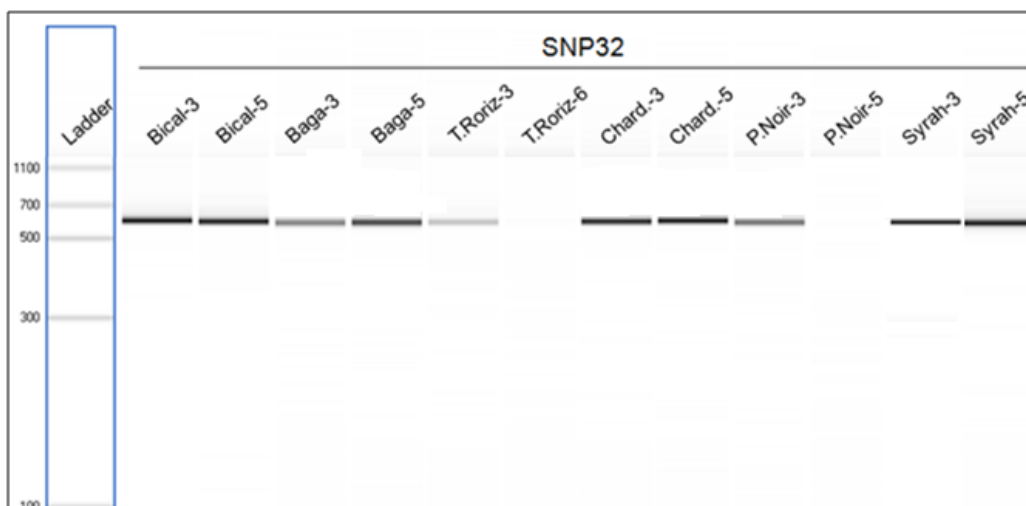 SNP32
Ladder
Bical-3
Bical-5
Baga-3
Baga-5
T.Roriz-3
T.Roriz-6
Chard.-3
Chard.-5
P.Noir-3
P.Noir-5
Syrah-3
Syrah-5
1100
700
500
300
100